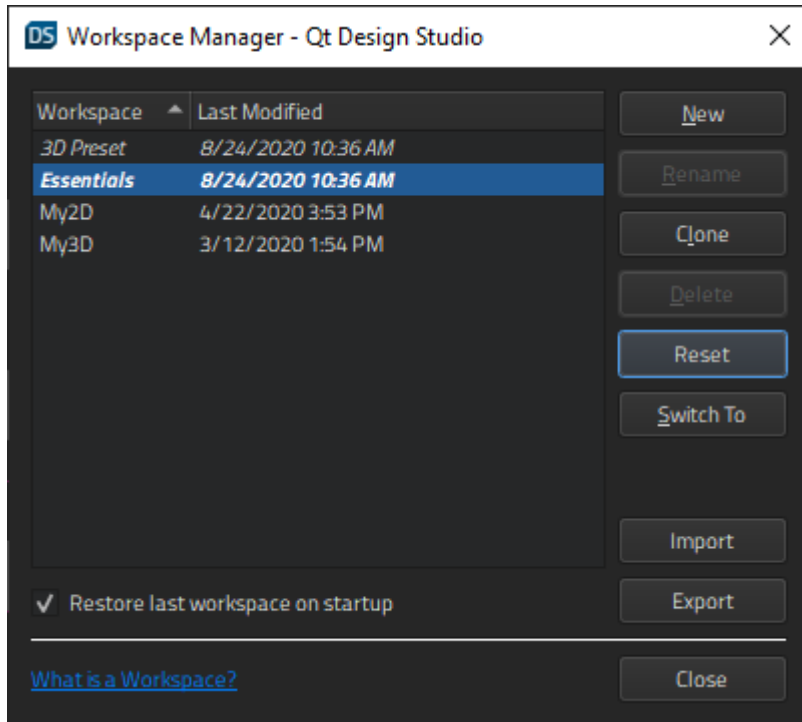 DS Workspace Manager - Qt Design Studio
Workspace Last Modified
3D Preset 8/24/2020 10:36 AM
Essentials 8/24/2020 10:36 AM
My2D 4/22/2020 3:53 PM
My3D 3/12/2020 1:54 PM
New
Rename
Clone
Delete
Reset
Switch To
Import
Export
Restore last workspace on startup
What is a Workspace?
Close